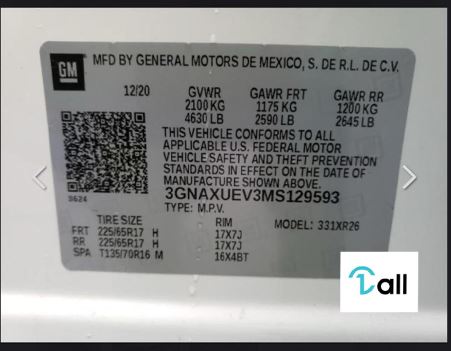 GM MFD BY GENERAL MOTORS DE MEXICO, S. DE R.L. DE C.V.
12/20 GVWR GAWR FRT GAWR RR
2100 KG 1175 KG 1200 KG
4630 LB 2590 LB 2645 LB
THIS VEHICLE CONFORMS TO ALL
APPLICABLE U.S. FEDERAL MOTOR
VEHICLE SAFETY AND THEFT PREVENTION
STANDARDS IN EFFECT ON THE DATE OF
MANUFACTURE SHOWN ABOVE.
3GNAXUEV3MS129593
TYPE: M.P.V.
TIRE SIZE RIM MODEL: 331XR26
FRT 225/65R17 H 17X7J
RR 225/65R17 H 17X7J
SPA T135/70R16 M 16X4BT
all